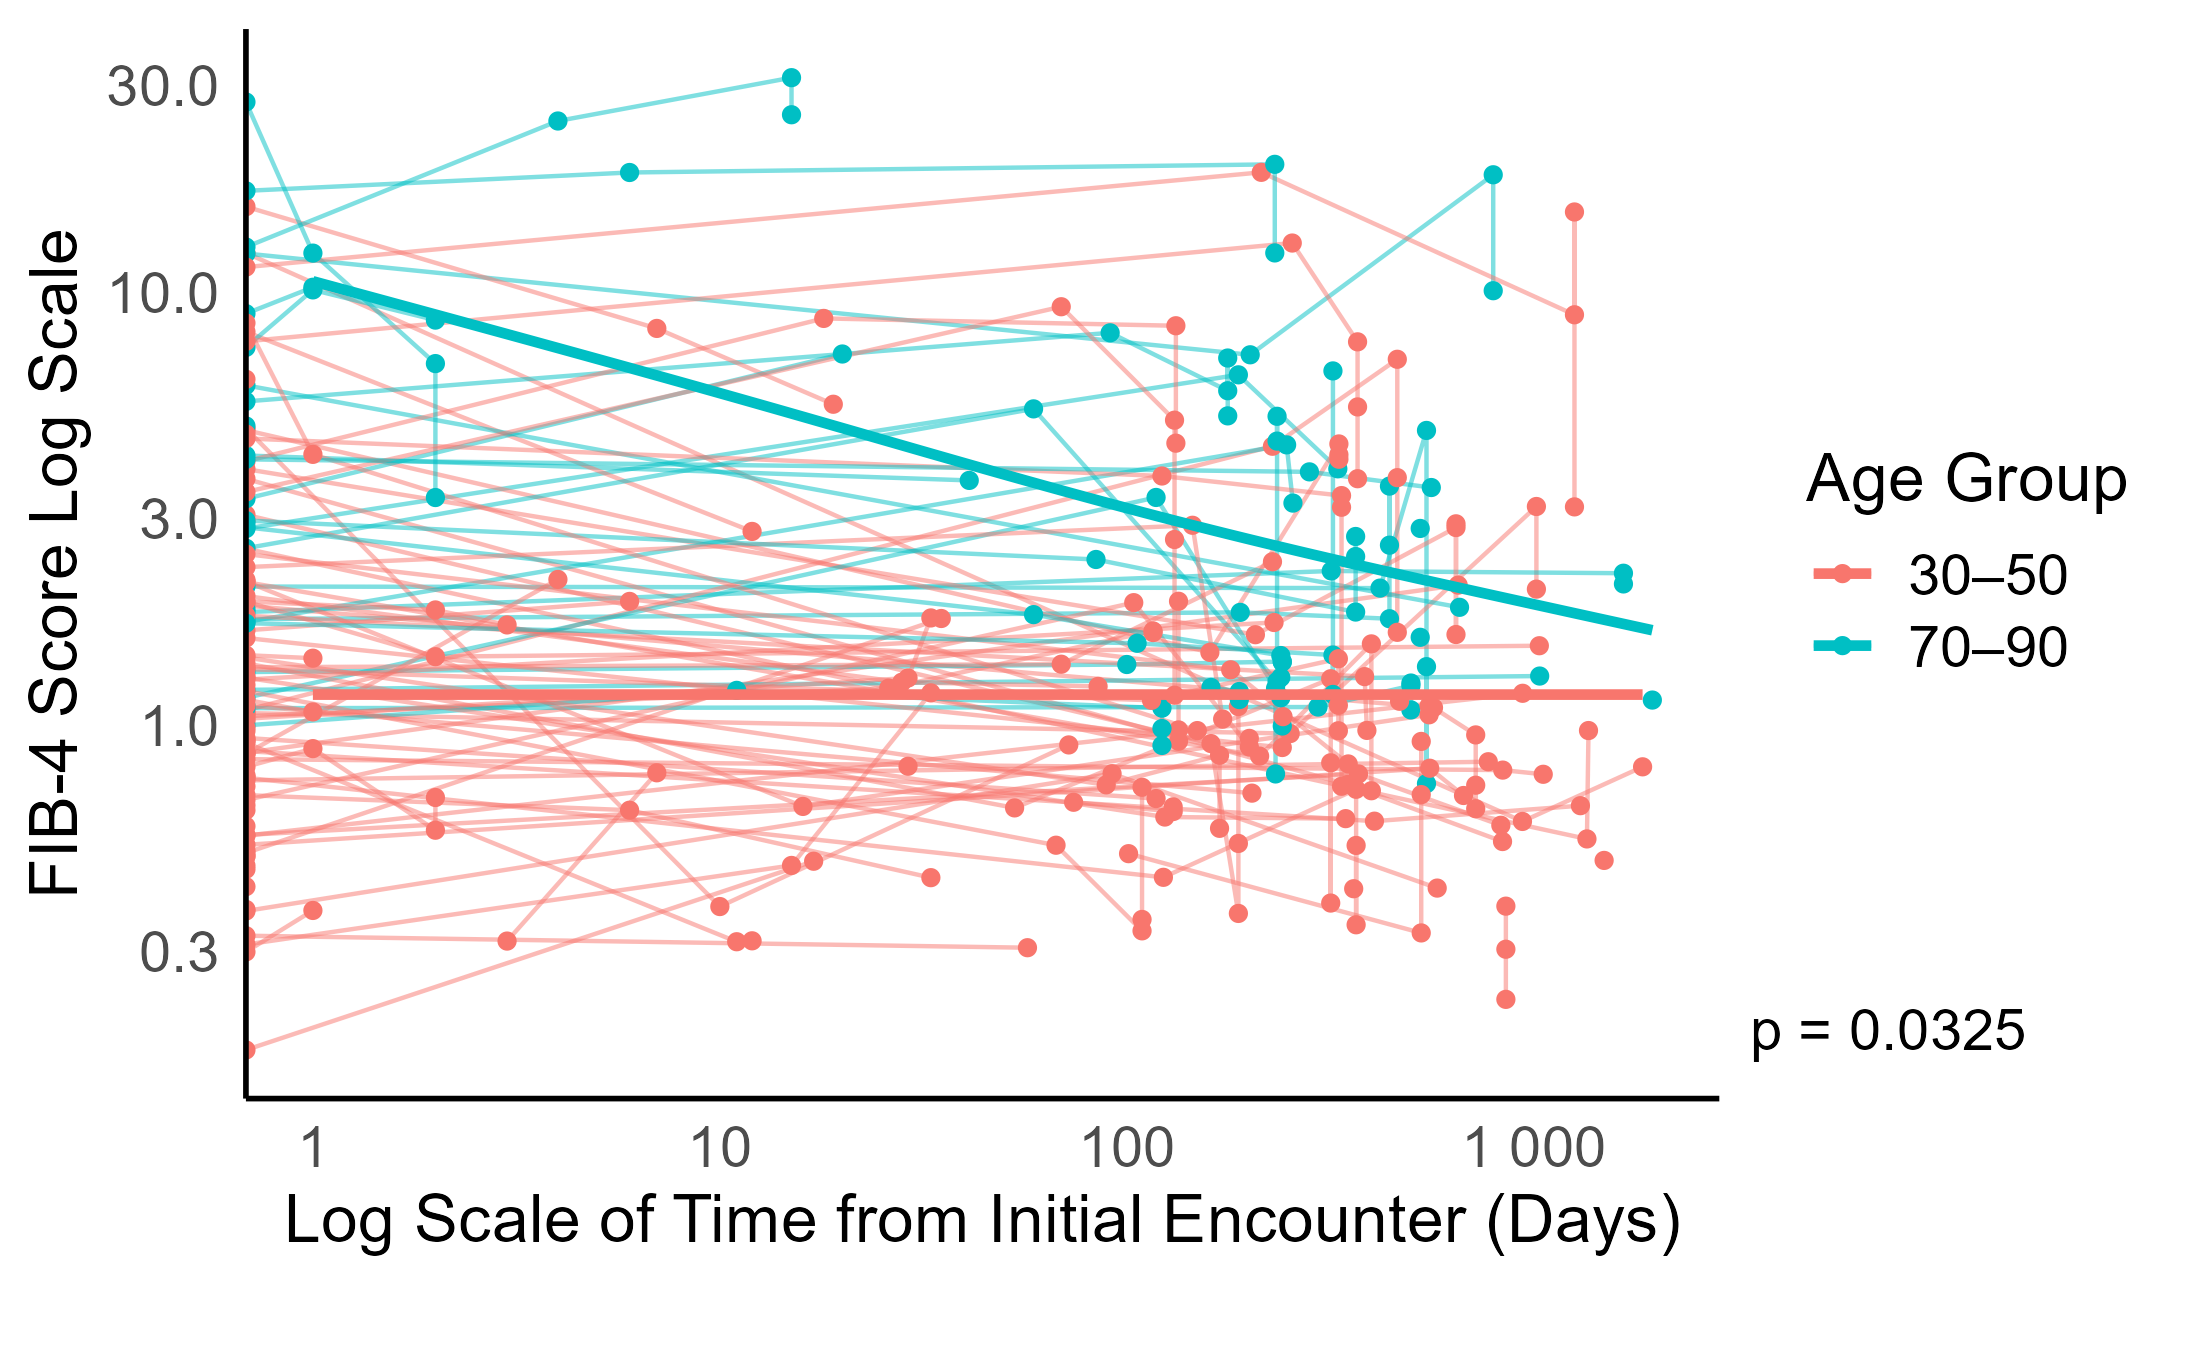 FIB-4 Score Log Scale
30.0
10.0
3.0
1.0
0.3
1 10 100 1 000
Log Scale of Time from Initial Encounter (Days)
Age Group
30–50
70–90
p = 0.0325